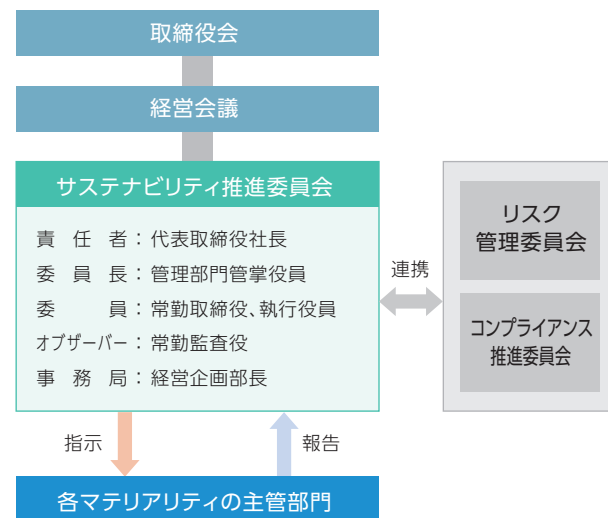 取締役会
経営会議
サステナビリティ推進委員会
責任者：代表取締役社長
委員長：管理部門管掌役員
委員：常勤取締役、執行役員
オブザーバー：常勤監査役
事務局：経営企画部長
連携
リスク
管理委員会
コンプライアンス
推進委員会
指示
報告
各マテリアリティの主管部門